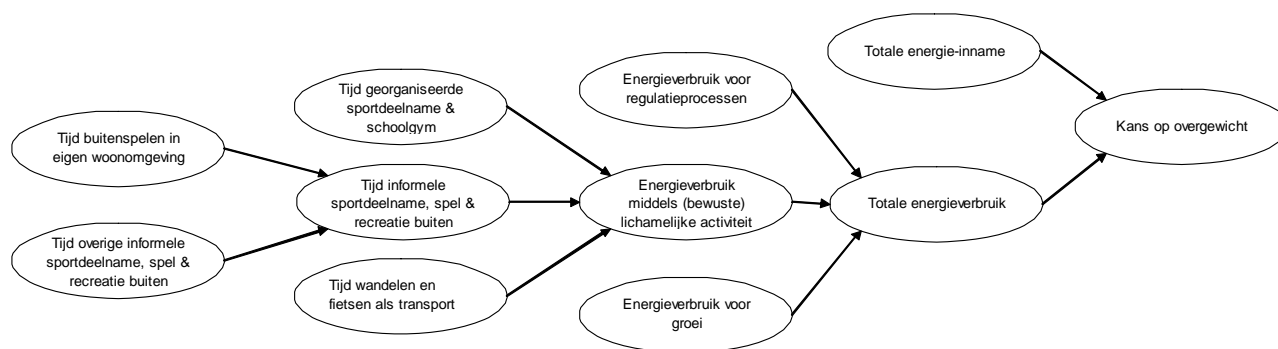 Tijd buitenspelen in
eigen woonomgeving
Tijd overige informele
sportdeelname, spel &
recreatie buiten
Tijd georganiseerde
sportdeelname &
schoolgym
Tijd informele
sportdeelname, spel &
recreatie buiten
Tijd wandelen en
fietsen als transport
Energieverbruik voor
regulatieprocessen
Energieverbruik
middels (bewuste)
lichamelijke activiteit
Energieverbruik voor
groei
Totale energie-inname
Totale energieverbruik
Kans op overgewicht